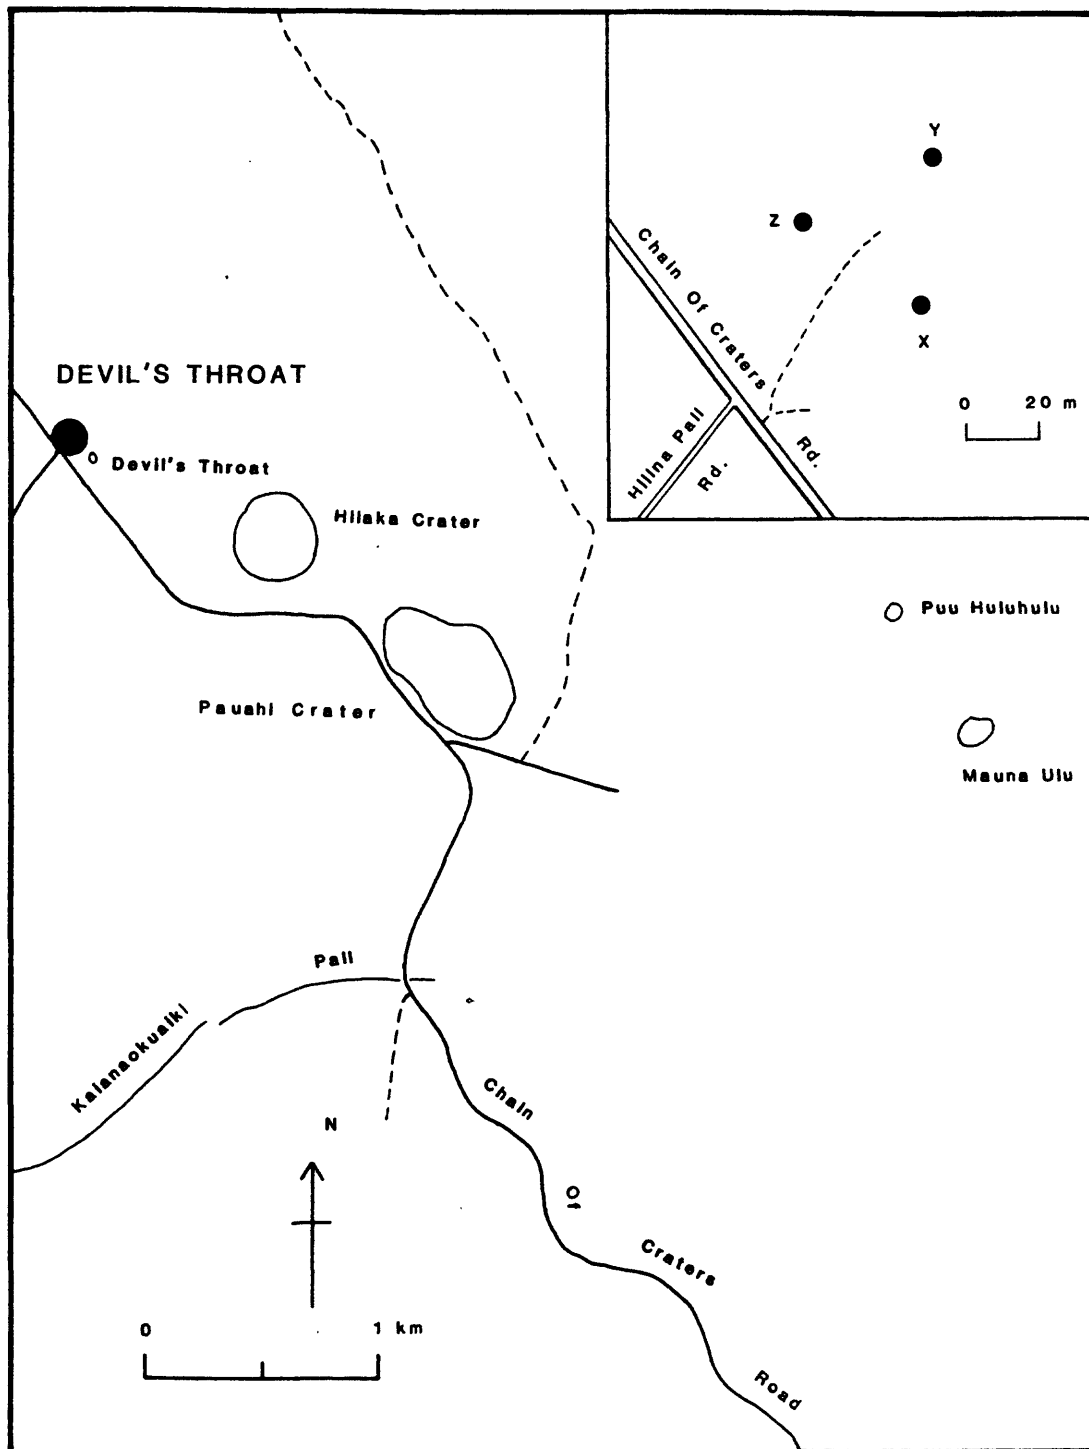 Y
Z
Chain Of Craters
Rd.
X
0 20 m
Hilina Pali
Rd.
DEVIL'S THROAT
Devil's Throat
Hiiaka Crater
Puu Huluhulu
Pauahi Crater
Mauna Ulu
Pali
Kalanaokuaiki
Chain
N
Of
Craters
0 1 km
Road